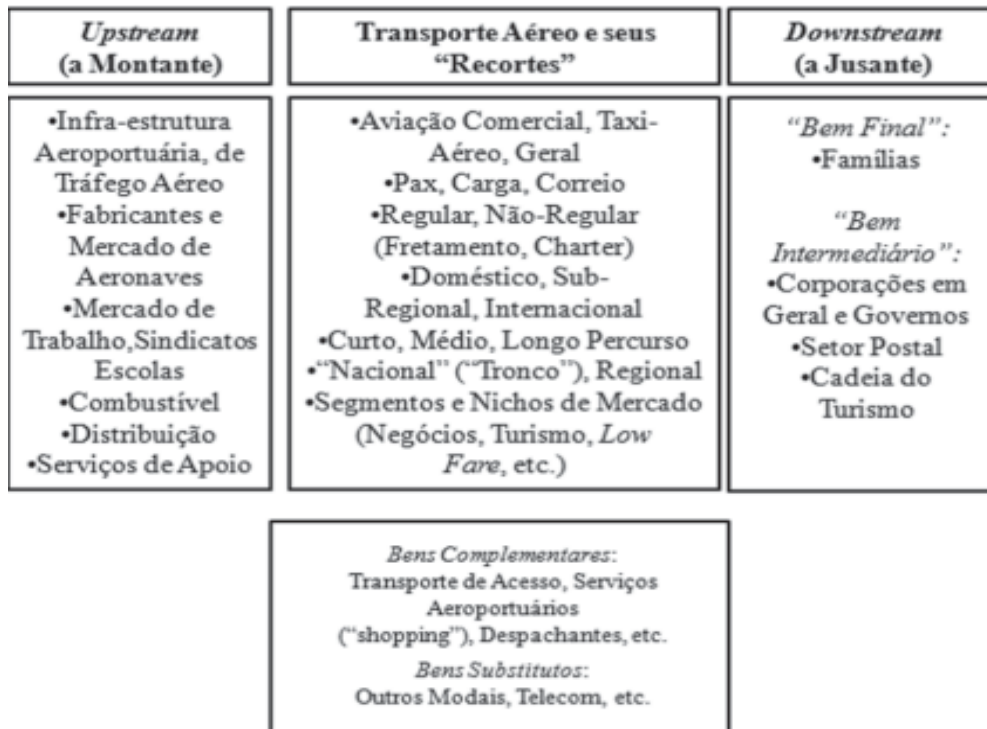 Upstream
(a Montante)
•Infra-estrutura
Aeroportuária, de
Tráfego Aéreo
•Fabricantes e
Mercado de
Aeronaves
•Mercado de
Trabalho,Sindicatos
Escolas
•Combustível
•Distribuição
•Serviços de Apoio
Transporte Aéreo e seus
“Recortes”
•Aviação Comercial, Taxi-
Aéreo, Geral
•Pax, Carga, Correio
•Regular, Não-Regular
(Fretamento, Charter)
•Doméstico, Sub-
Regional, Internacional
•Curto, Médio, Longo Percurso
•“Nacional” (“Tronco”), Regional
•Segmentos e Nichos de Mercado
(Negócios, Turismo, Low
Fare, etc.)
Downstream
(a Jusante)
“Bem Final”:
•Famílias
“Bem
Intermediário”:
•Corporações em
Geral e Governos
•Setor Postal
•Cadeia do
Turismo
Bens Complementares:
Transporte de Acesso, Serviços
Aeroportuários
(“shopping”), Despachantes, etc.
Bens Substitutos:
Outros Modais, Telecom, etc.